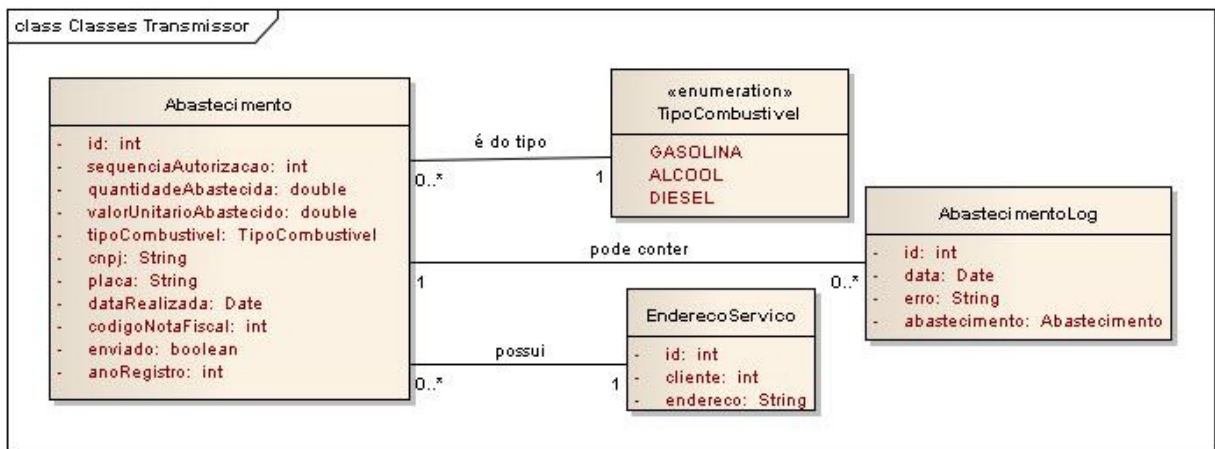 class Classes Transmissor
Abastecimento
- id: int
- sequenciaAutorizacao: int
- quantidadeAbastecida: double
- valorUnitarioAbastecido: double
- tipoCombustivel: TipoCombustivel
- cnpj: String
- placa: String
- dataRealizada: Date
- codigoNotaFiscal: int
- enviado: boolean
- anoRegistro: int
é do tipo
0..*
1
«enumeration»
TipoCombustivel
GASOLINA
ALCOOL
DIESEL
pode conter
1
0..*
AbastecimentoLog
- id: int
- data: Date
- erro: String
- abastecimento: Abastecimento
possui
0..*
1
EnderecoServico
- id: int
- cliente: int
- endereco: String